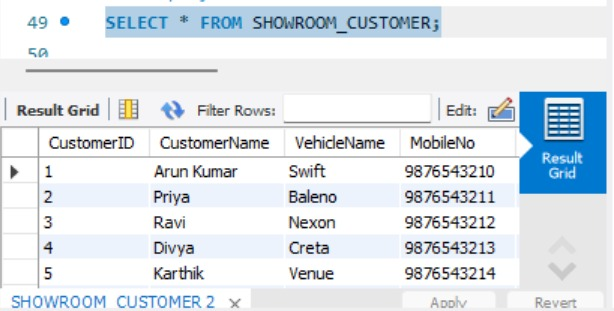 49 SELECT * FROM SHOWROOM_CUSTOMER;
50
Result Grid Filter Rows: Edit:
CustomerID CustomerName VehicleName MobileNo
1 Arun Kumar Swift 9876543210
2 Priya Baleno 9876543211
3 Ravi Nexon 9876543212
4 Divya Creta 9876543213
5 Karthik Venue 9876543214
Result
Grid
SHOWROOM_CUSTOMER 2 Apply Revert